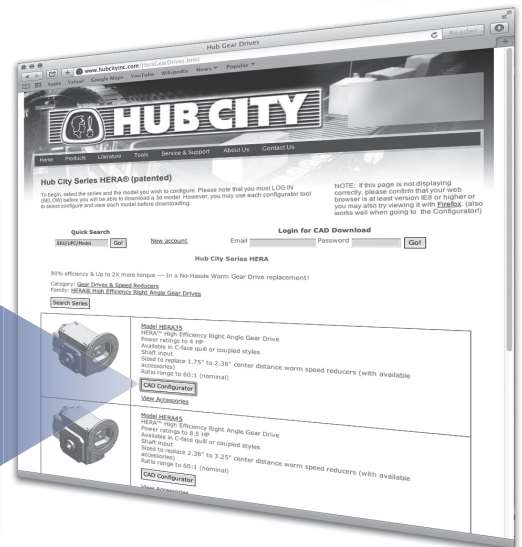 Hub Gear Drives
www.hubcityinc.com/HeraGearDrives.html
Reader
Apple Yahoo! Google Maps YouTube Wikipedia News Popular
HUB CITY
Home Products Literature Tools Service & Support About Us Contact Us
Hub City Series HERA® (patented)
To begin, select the series and the model you wish to configure. Please note that you must LOG IN
(BELOW) before you will be able to download a 3d model. However, you may use each configurator tool
to select configure and view each model before downloading.
NOTE: If this page is not displaying
correctly, please confirm that your web
browser is at least version IE8 or higher or
you may also try viewing it with Firefox. (also
works well when going to the Configurator!)
Quick Search
SKU/UPC/Model Go!
New account
Login for CAD Download
Email Password Go!
Hub City Series HERA
90% efficiency & Up to 2X more torque --- In a No-Hassle Worm Gear Drive replacement!
Category: Gear Drives & Speed Reducers
Family: HERA® High Efficiency Right Angle Gear Drives
Search Series
Model HERA35
HERA™ High Efficiency Right Angle Gear Drive
Power ratings to 4 HP
Available in C-face quill or coupled styles
Shaft input
Sized to replace 1.75" to 2.38" center distance worm speed reducers (with available
accessories)
Ratio range to 60:1 (nominal)
CAD Configurator
View Accessories
Model HERA45
HERA™ High Efficiency Right Angle Gear Drive
Power ratings to 8.5 HP
Available in C-face quill or coupled styles
Shaft input
Sized to replace 2.38" to 3.25" center distance worm speed reducers (with available
accessories)
Ratio range to 60:1 (nominal)
CAD Configurator
View Accessories